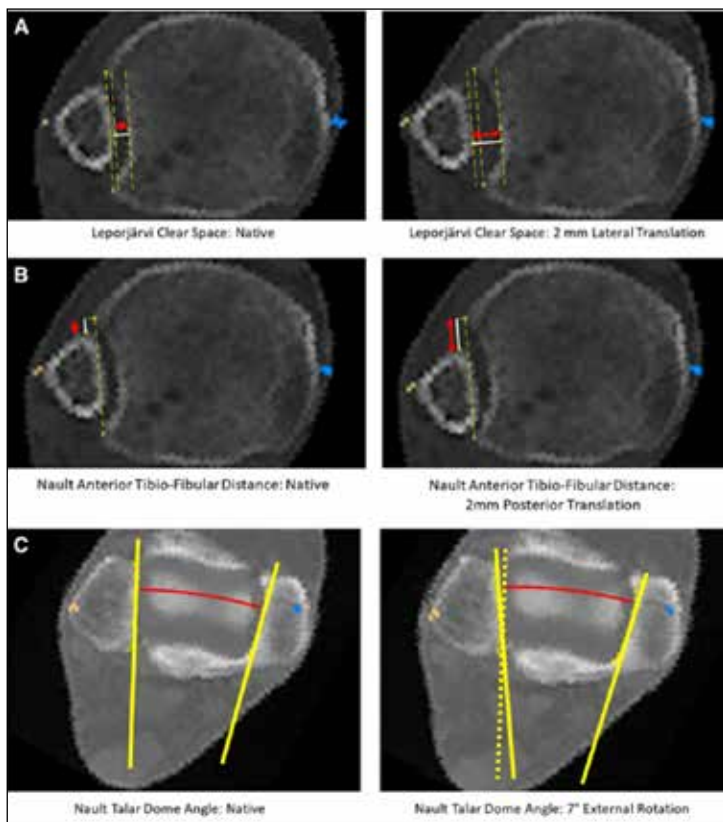 A
Leporjärvi Clear Space: Native
Leporjärvi Clear Space: 2 mm Lateral Translation
B
Nault Anterior Tibio-Fibular Distance: Native
Nault Anterior Tibio-Fibular Distance:
2mm Posterior Translation
C
Nault Talar Dome Angle: Native
Nault Talar Dome Angle: 7° External Rotation